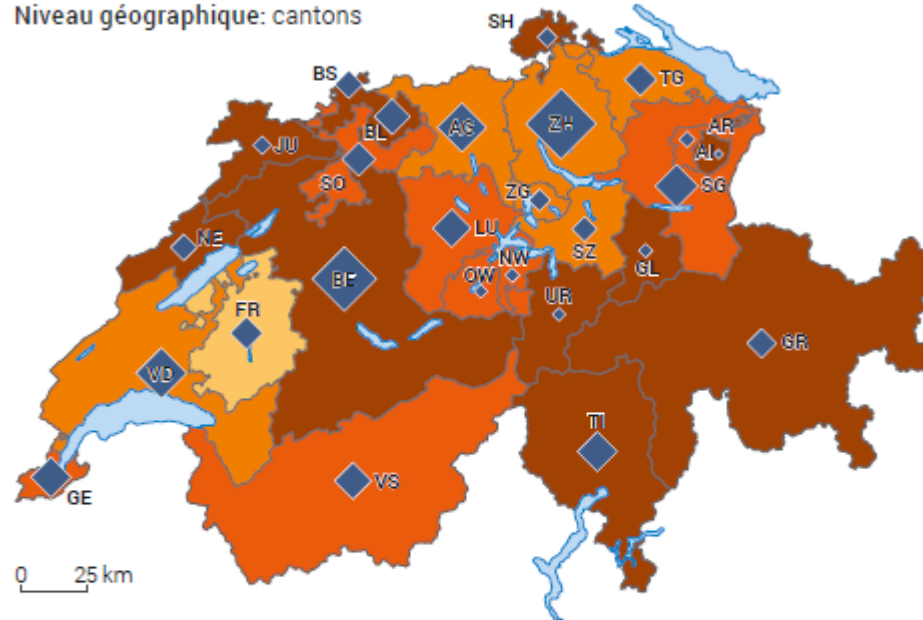 Niveau géographique: cantons
SH
BS
TG
BL
AG
ZH
AR
JU
AI
SO
ZG
SG
LU
NE
SZ
NW
GL
OW
BE
UR
FR
GR
VD
TI
VS
GE
0 25 km